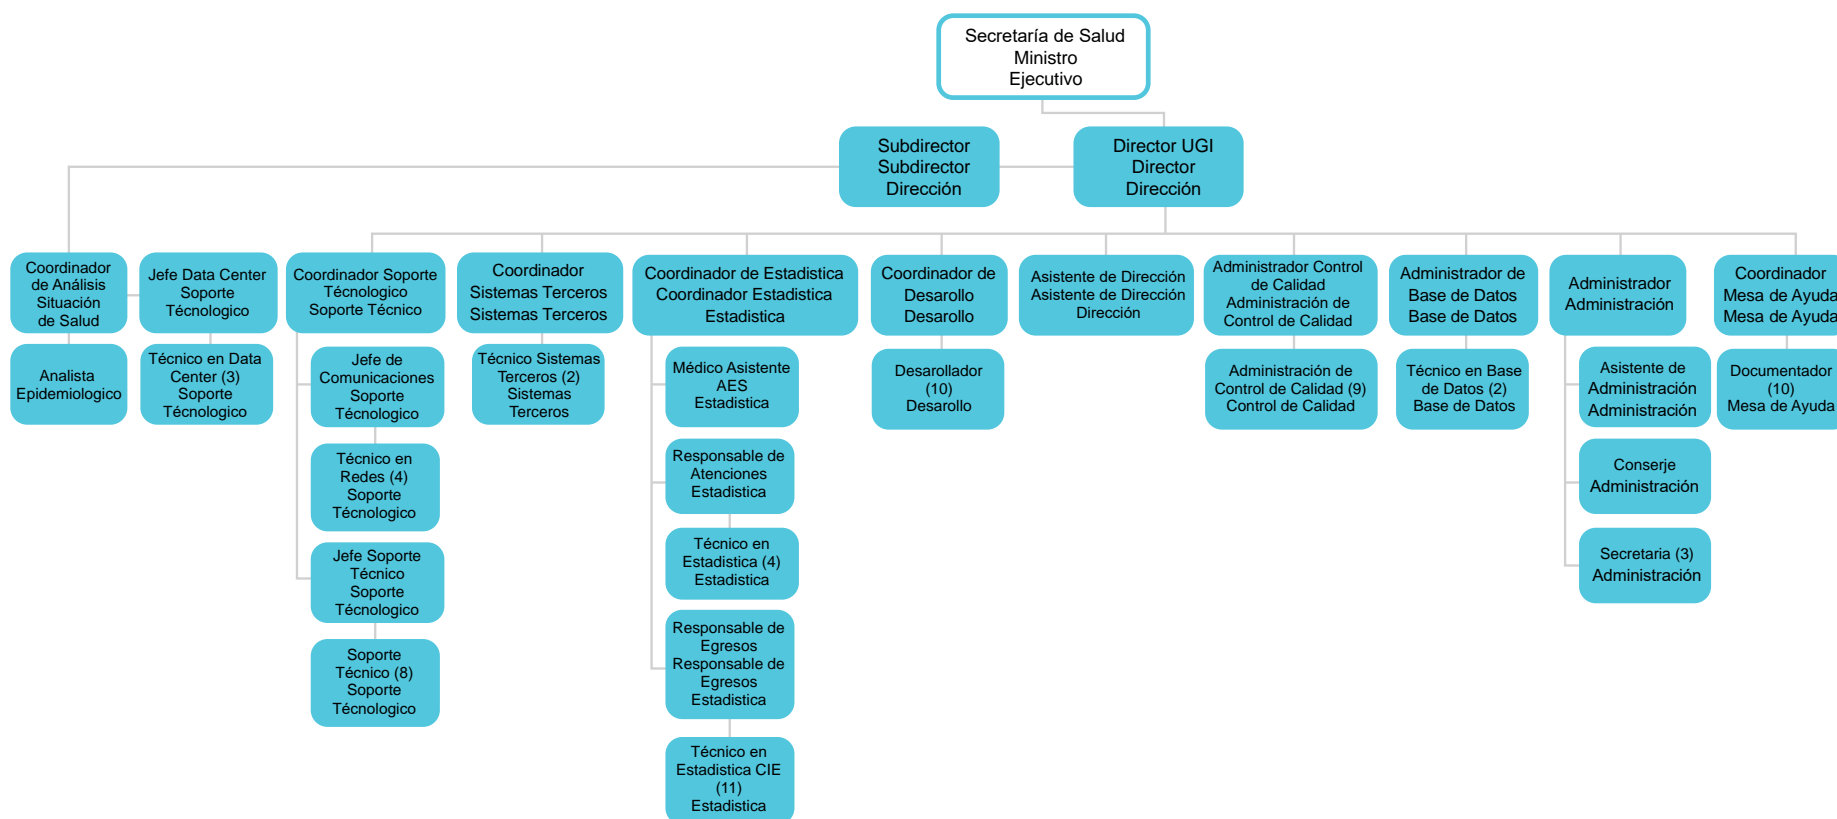 Secretaría de Salud
Ministro
Ejecutivo
Subdirector
Subdirector
Dirección
Director UGI
Director
Dirección
Coordinador
de Análisis
Situación
de Salud
Jefe Data Center
Soporte
Técnologico
Coordinador Soporte
Técnologico
Soporte Técnico
Coordinador
Sistemas Terceros
Sistemas Terceros
Coordinador de Estadistica
Coordinador Estadistica
Estadistica
Coordinador de
Desarollo
Desarollo
Asistente de Dirección
Asistente de Dirección
Dirección
Administrador Control
de Calidad
Administración de
Control de Calidad
Administrador de
Base de Datos
Base de Datos
Administrador
Administración
Coordinador
Mesa de Ayuda
Mesa de Ayuda
Analista
Epidemiologico
Técnico en Data
Center (3)
Soporte
Técnologico
Jefe de
Comunicaciones
Soporte
Técnologico
Técnico en
Redes (4)
Soporte
Técnologico
Jefe Soporte
Técnico
Soporte
Técnologico
Soporte
Técnico (8)
Soporte
Técnologico
Técnico Sistemas
Terceros (2)
Sistemas
Terceros
Médico Asistente
AES
Estadistica
Responsable de
Atenciones
Estadistica
Técnico en
Estadistica (4)
Estadistica
Responsable de
Egresos
Responsable de
Egresos
Estadistica
Técnico en
Estadistica CIE
(11)
Estadistica
Desarollador
(10)
Desarollo
Administración de
Control de Calidad (9)
Control de Calidad
Técnico en Base
de Datos (2)
Base de Datos
Asistente de
Administración
Administración
Conserje
Administración
Secretaria (3)
Administración
Documentador
(10)
Mesa de Ayuda